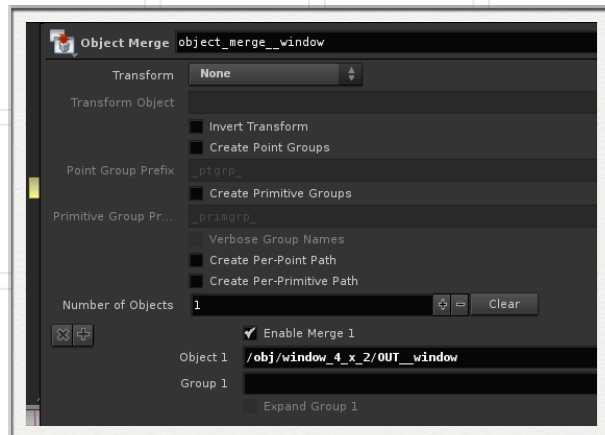 Object Merge object_merge__window
Transform None
Transform Object
Invert Transform
Create Point Groups
Point Group Prefix _ptgrp_
Create Primitive Groups
Primitive Group Pr... _primgrp_
Verbose Group Names
Create Per-Point Path
Create Per-Primitive Path
Number of Objects 1 Clear
Enable Merge 1
Object 1 /obj/window_4_x_2/OUT__window
Group 1
Expand Group 1